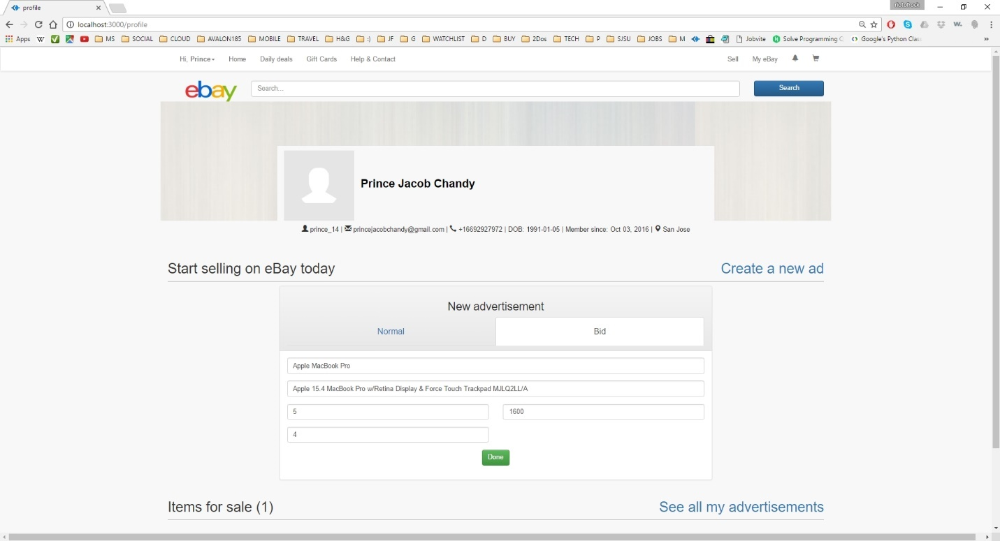 profile
notafrock
localhost:3000/profile
Apps MS SOCIAL CLOUD AVALON185 MOBILE TRAVEL H&G :) JF G WATCHLIST D BUY 2Dos TECH P SJSU JOBS M Jobvite Solve Programming Google's Python Clas »
Hi, Prince Home Daily deals Gift Cards Help & Contact Sell My eBay
ebay Search... Search
Prince Jacob Chandy
prince_14 | princejacobchandy@gmail.com | +16692927972 | DOB: 1991-01-05 | Member since: Oct 03, 2016 | San Jose
Start selling on eBay today Create a new ad
New advertisement
Normal Bid
Apple MacBook Pro
Apple 15.4 MacBook Pro w/Retina Display & Force Touch Trackpad MJLQ2LL/A
5 1600
4
Done
Items for sale (1) See all my advertisements